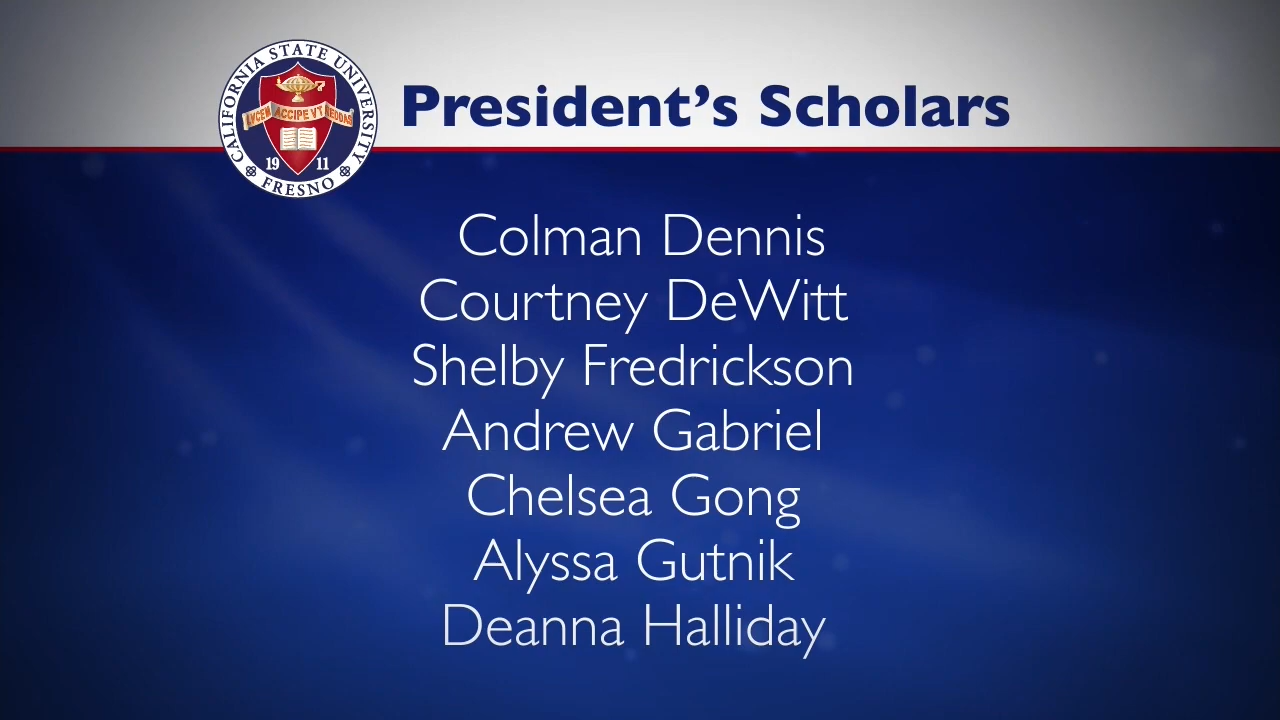 CALIFORNIA STATE UNIVERSITY
LVCEM ACCIPE VT REDDAS
19 11
FRESNO
President's Scholars
Colman Dennis
Courtney DeWitt
Shelby Fredrickson
Andrew Gabriel
Chelsea Gong
Alyssa Gutnik
Deanna Halliday